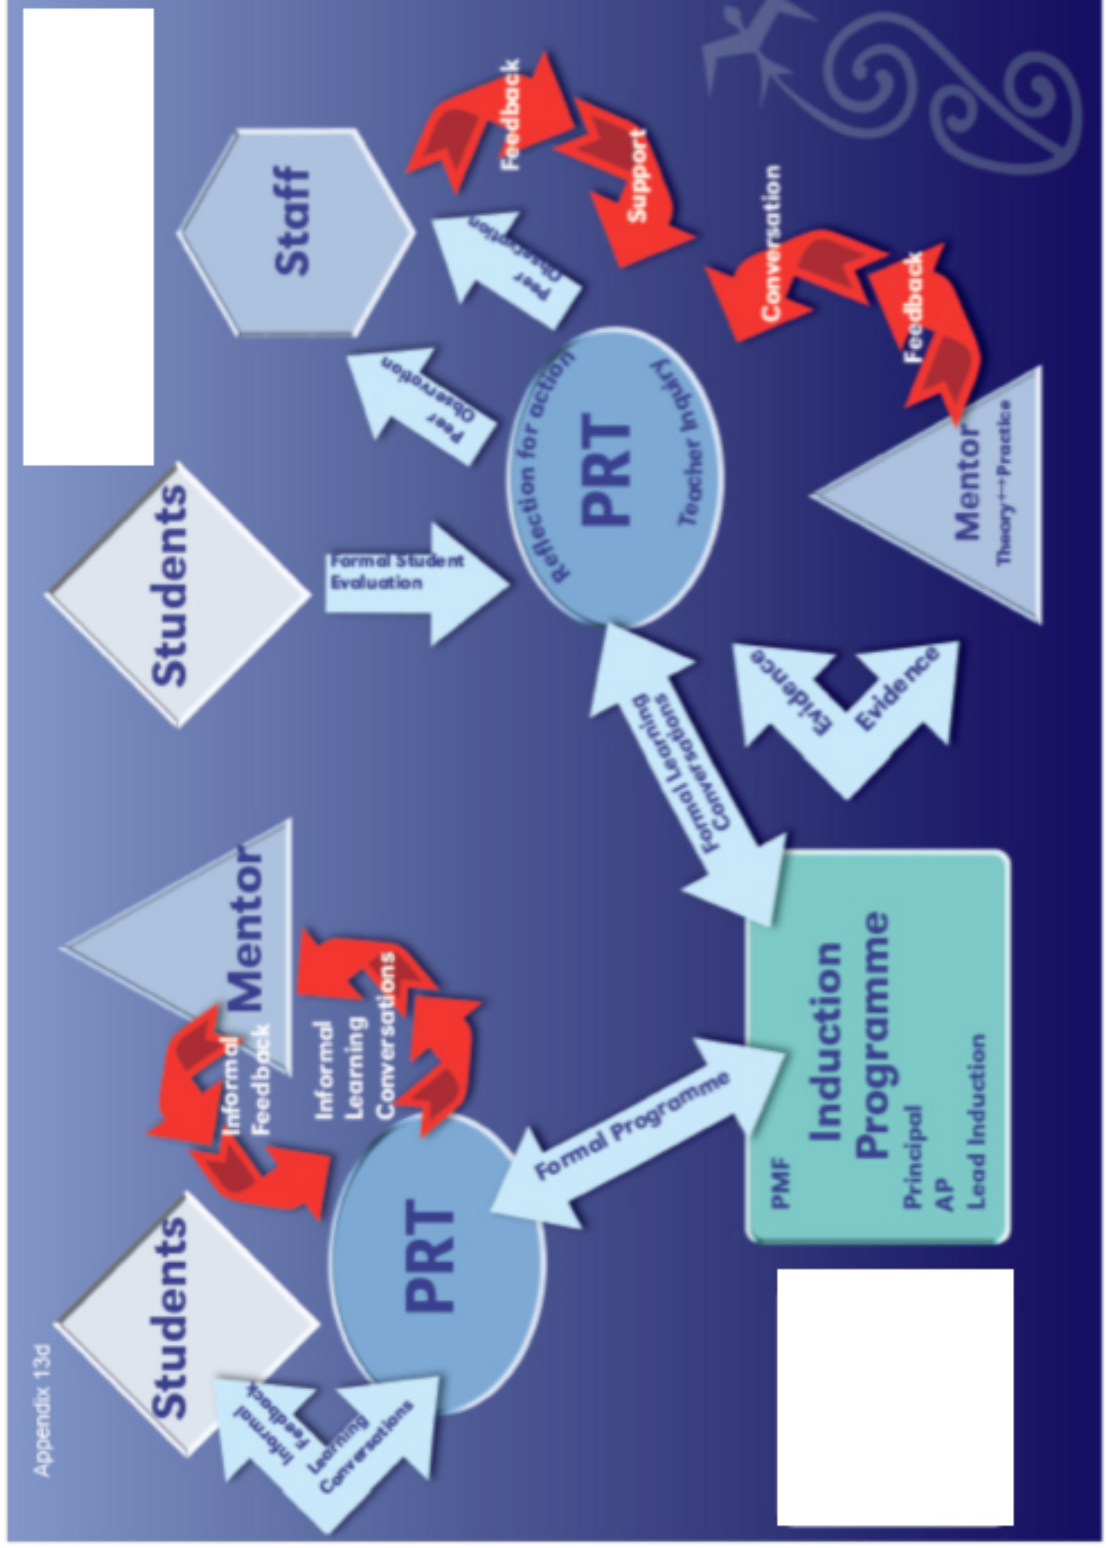 Appendix 13d
Students
Mentor
Students
Staff
Informal
Feedback
Informal
Feedback
Learning
Conversations
Informal
Learning
Conversations
PRT
Formal Student
Evaluation
Peer
Observation
Peer
Observation
Feedback
Support
Reflection for action
PRT
Teacher Inquiry
Formal Programme
Formal Learning
Conversations
Conversation
Feedback
Evidence
Evidence
PMF
Induction
Programme
Principal
AP
Lead Induction
Mentor
Theory↔Practice